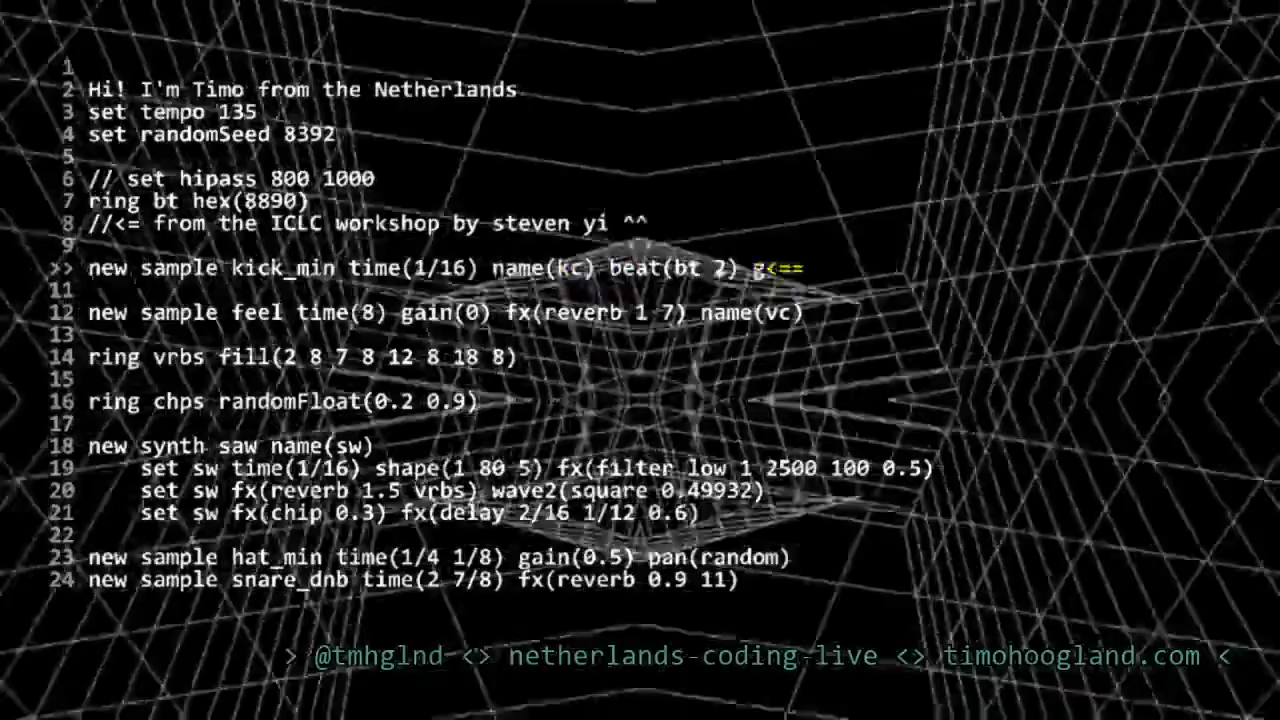 1
2 Hi! I'm Timo from the Netherlands
3 set tempo 135
4 set randomSeed 8392
5
6 // set hipass 800 1000
7 ring bt hex(8890)
8 //<= from the ICLC workshop by steven yi ^^
9
>> new sample kick_min time(1/16) name(kc) beat(bt 2) g<==
11
12 new sample feel time(8) gain(0) fx(reverb 1 7) name(vc)
13
14 ring vrbs fill(2 8 7 8 12 8 18 8)
15
16 ring chps randomFloat(0.2 0.9)
17
18 new synth saw name(sw)
19 set sw time(1/16) shape(1 80 5) fx(filter low 1 2500 100 0.5)
20 set sw fx(reverb 1.5 vrbs) wave2(square 0.49932)
21 set sw fx(chip 0.3) fx(delay 2/16 1/12 0.6)
22
23 new sample hat_min time(1/4 1/8) gain(0.5) pan(random)
24 new sample snare_dnb time(2 7/8) fx(reverb 0.9 11)
> @tmhglnd <> netherlands-coding-live <> timohoogland.com <